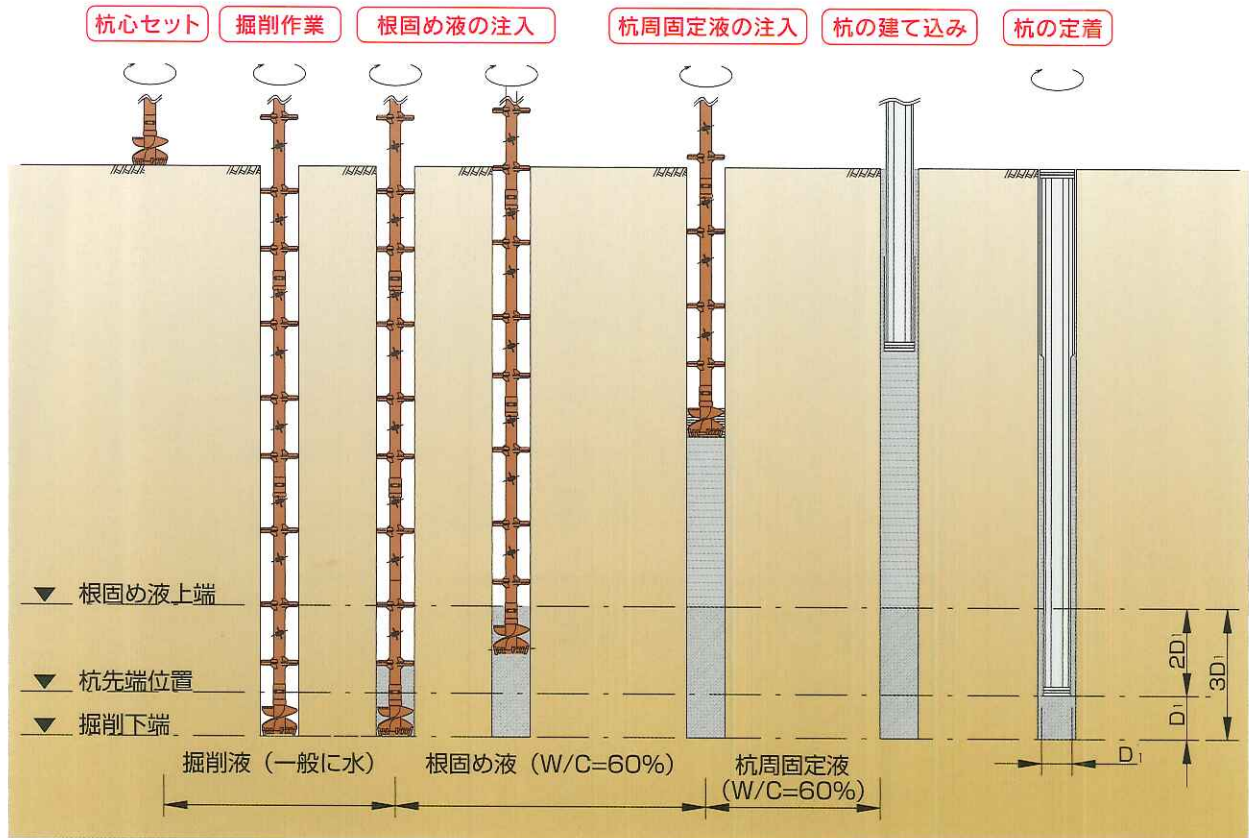 杭心セット
掘削作業
根固め液の注入
杭周固定液の注入
杭の建て込み
杭の定着
▼ 根固め液上端
▼ 杭先端位置
▼ 掘削下端
2D₁
3D₁
D₁
D₁
掘削液（一般に水）
根固め液（W/C=60%）
杭周固定液
（W/C=60%）